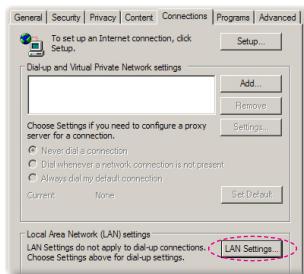 General Security Privacy Content Connections Programs Advanced
To set up an Internet connection, click
Setup.
Setup...
Dial-up and Virtual Private Network settings
Add...
Remove
Choose Settings if you need to configure a proxy
server for a connection.
Settings...
Never dial a connection
Dial whenever a network connection is not present
Always dial my default connection
Current None
Set Default
Local Area Network (LAN) settings
LAN Settings do not apply to dial-up connections.
Choose Settings above for dial-up settings.
LAN Settings...